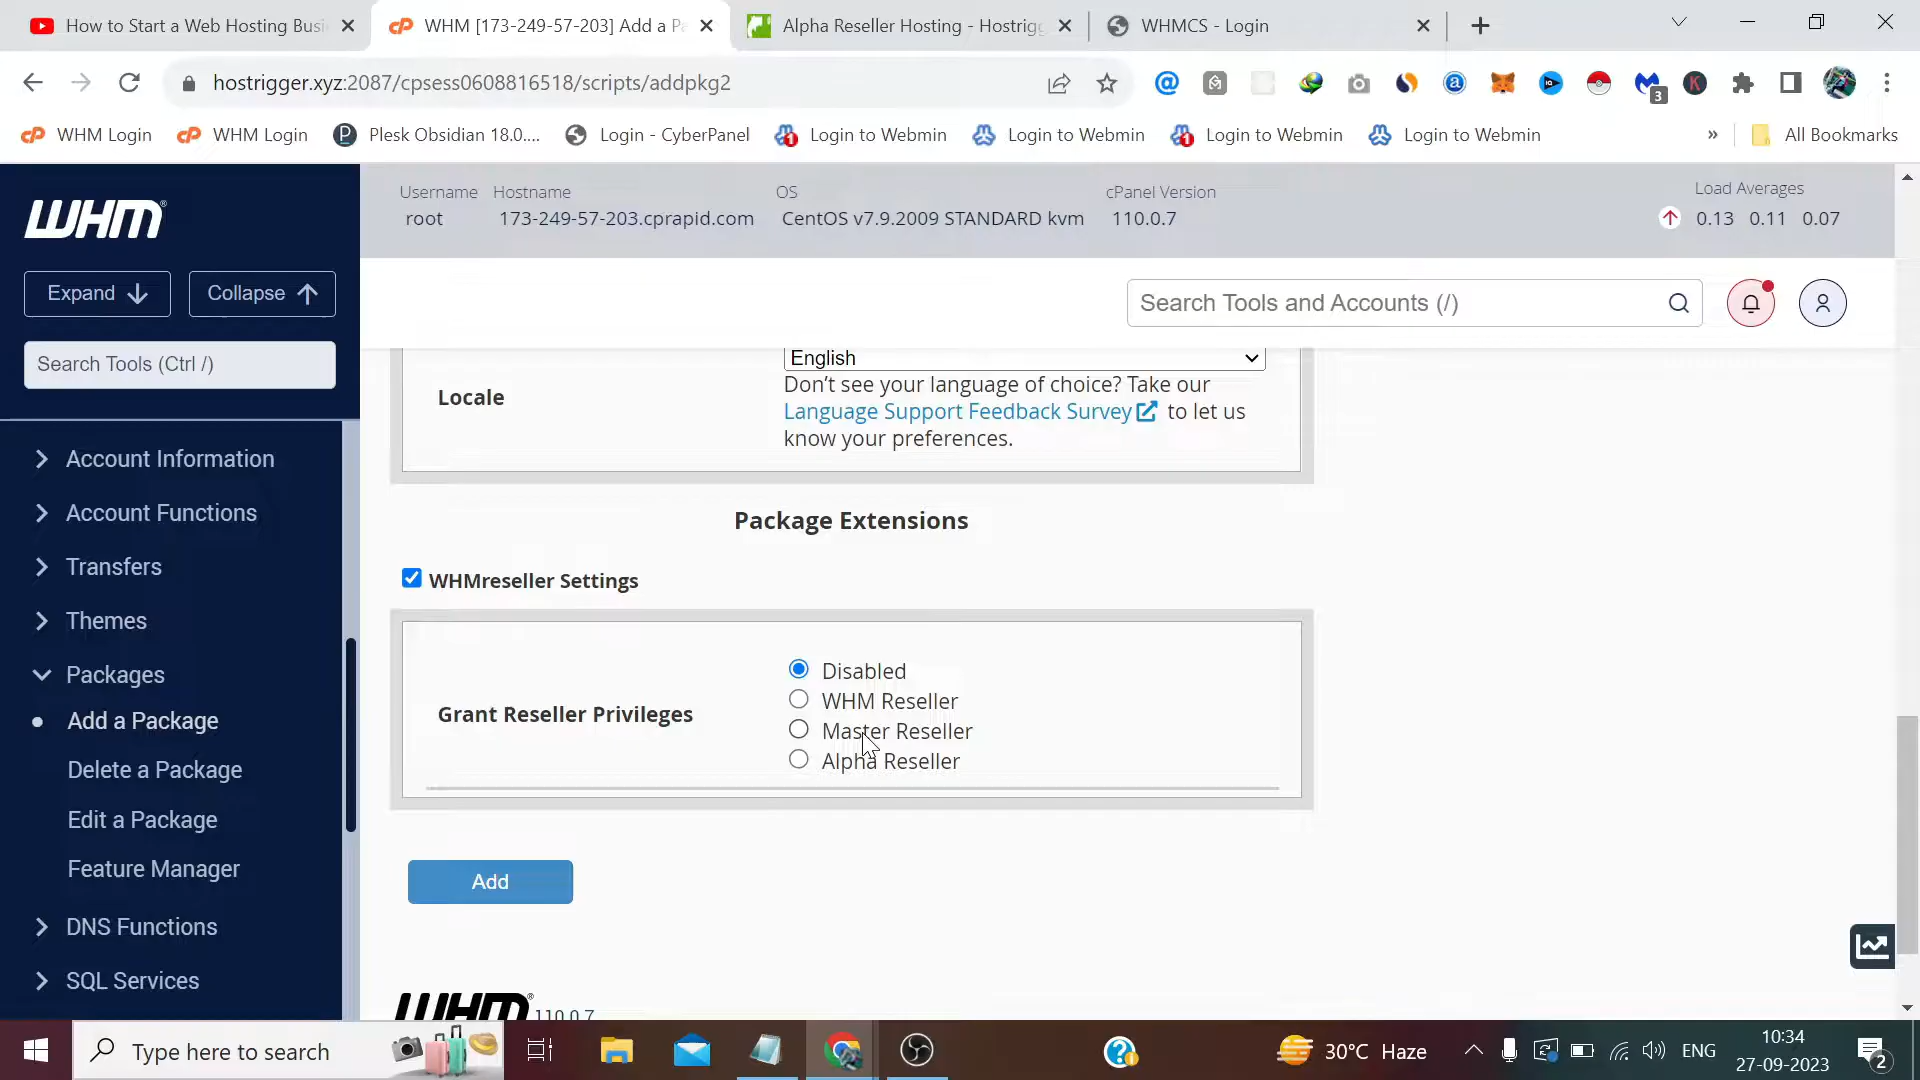 How to Start a Web Hosting Busi
WHM [173-249-57-203] Add a Pa
Alpha Reseller Hosting - Hostrigg
WHMCS - Login
hostrigger.xyz:2087/cpsess0608816518/scripts/addpkg2
3
WHM Login
WHM Login
Plesk Obsidian 18.0....
Login - CyberPanel
Login to Webmin
Login to Webmin
Login to Webmin
Login to Webmin
»
All Bookmarks
WHM
Expand
Collapse
Search Tools (Ctrl /)
Username
root
Hostname
173-249-57-203.cprapid.com
OS
CentOS v7.9.2009 STANDARD kvm
cPanel Version
110.0.7
Load Averages
0.13 0.11 0.07
Search Tools and Accounts (/)
Account Information
Account Functions
Transfers
Themes
Packages
Add a Package
Delete a Package
Edit a Package
Feature Manager
DNS Functions
SQL Services
Locale
English
Don't see your language of choice? Take our
Language Support Feedback Survey to let us
know your preferences.
Package Extensions
WHMreseller Settings
Grant Reseller Privileges
Disabled
WHM Reseller
Master Reseller
Alpha Reseller
Add
WHM 110.0.7
Type here to search
30°C Haze
ENG
10:34
27-09-2023
2